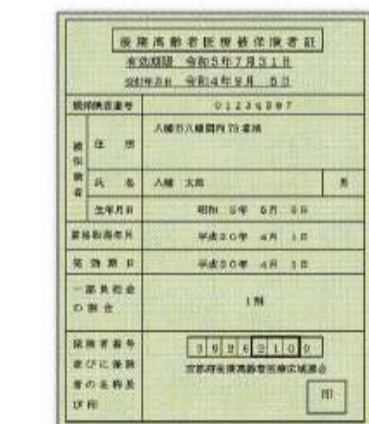 後期高齢者医療被保険者証
有効期限 令和5年7月31日
交付年月日 令和4年9月 5日
被保険者番号 01234567
被保険者
住所 八幡市八幡園内75番地
氏名 八幡 太郎 男
生年月日 昭和 5年 5月 5日
資格取得年月日 平成20年 4月 1日
発効期日 平成20年 4月 1日
一部負担金の割合 1割
保険者番号並びに保険者の名称及び印
39262100
京都府後期高齢者医療広域連合
印